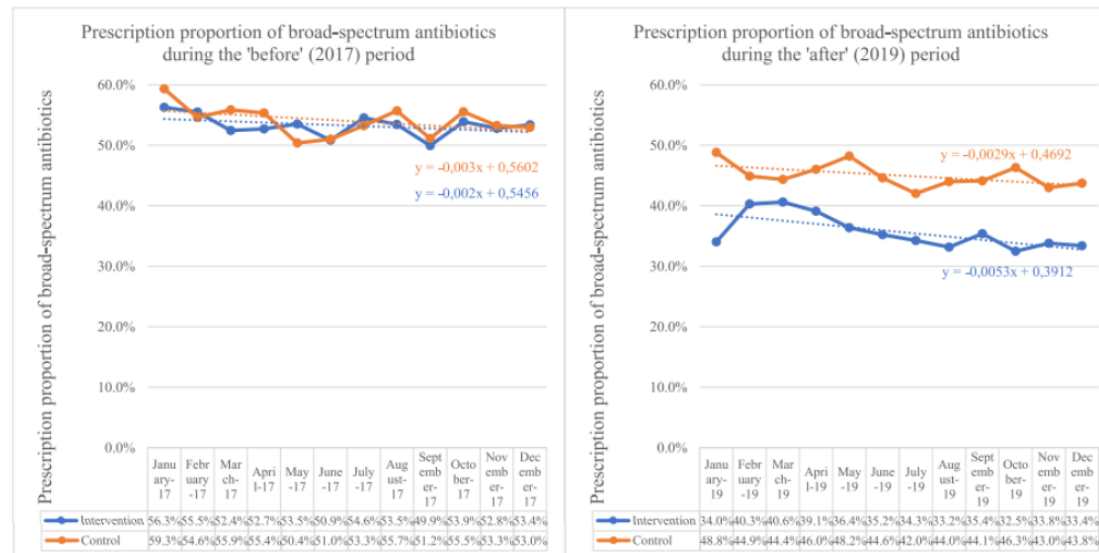 Prescription proportion of broad-spectrum antibiotics
during the 'before' (2017) period
Prescription proportion of broad-spectrum antibiotics
60.0%
50.0%
40.0%
30.0%
20.0%
10.0%
0.0%
y = -0,003x + 0,5602
y = -0,002x + 0,5456
Janu ary-17 Febr uary -17 Mar ch-17 Apri l-17 May -17 June -17 July -17 Aug ust-17 Sept emb er-17 Octo ber-17 Nov emb er-17 Dec emb er-17
Intervention 56.3% 55.5% 52.4% 52.7% 53.5% 50.9% 54.6% 53.5% 49.9% 53.9% 52.8% 53.4%
Control 59.3% 54.6% 55.9% 55.4% 50.4% 51.0% 53.3% 55.7% 51.2% 55.5% 53.3% 53.0%
Prescription proportion of broad-spectrum antibiotics
during the 'after' (2019) period
Prescription proportion of broad-spectrum antibiotics
60.0%
50.0%
40.0%
30.0%
20.0%
10.0%
0.0%
y = -0,0029x + 0,4692
y = -0,0053x + 0,3912
Janu ary-19 Febr uary -19 Mar ch-19 Apri l-19 May -19 June -19 July -19 Aug ust-19 Sept emb er-19 Octo ber-19 Nov emb er-19 Dec emb er-19
Intervention 34.0% 40.3% 40.6% 39.1% 36.4% 35.2% 34.3% 33.2% 35.4% 32.5% 33.8% 33.4%
Control 48.8% 44.9% 44.4% 46.0% 48.2% 44.6% 42.0% 44.0% 44.1% 46.3% 43.0% 43.8%